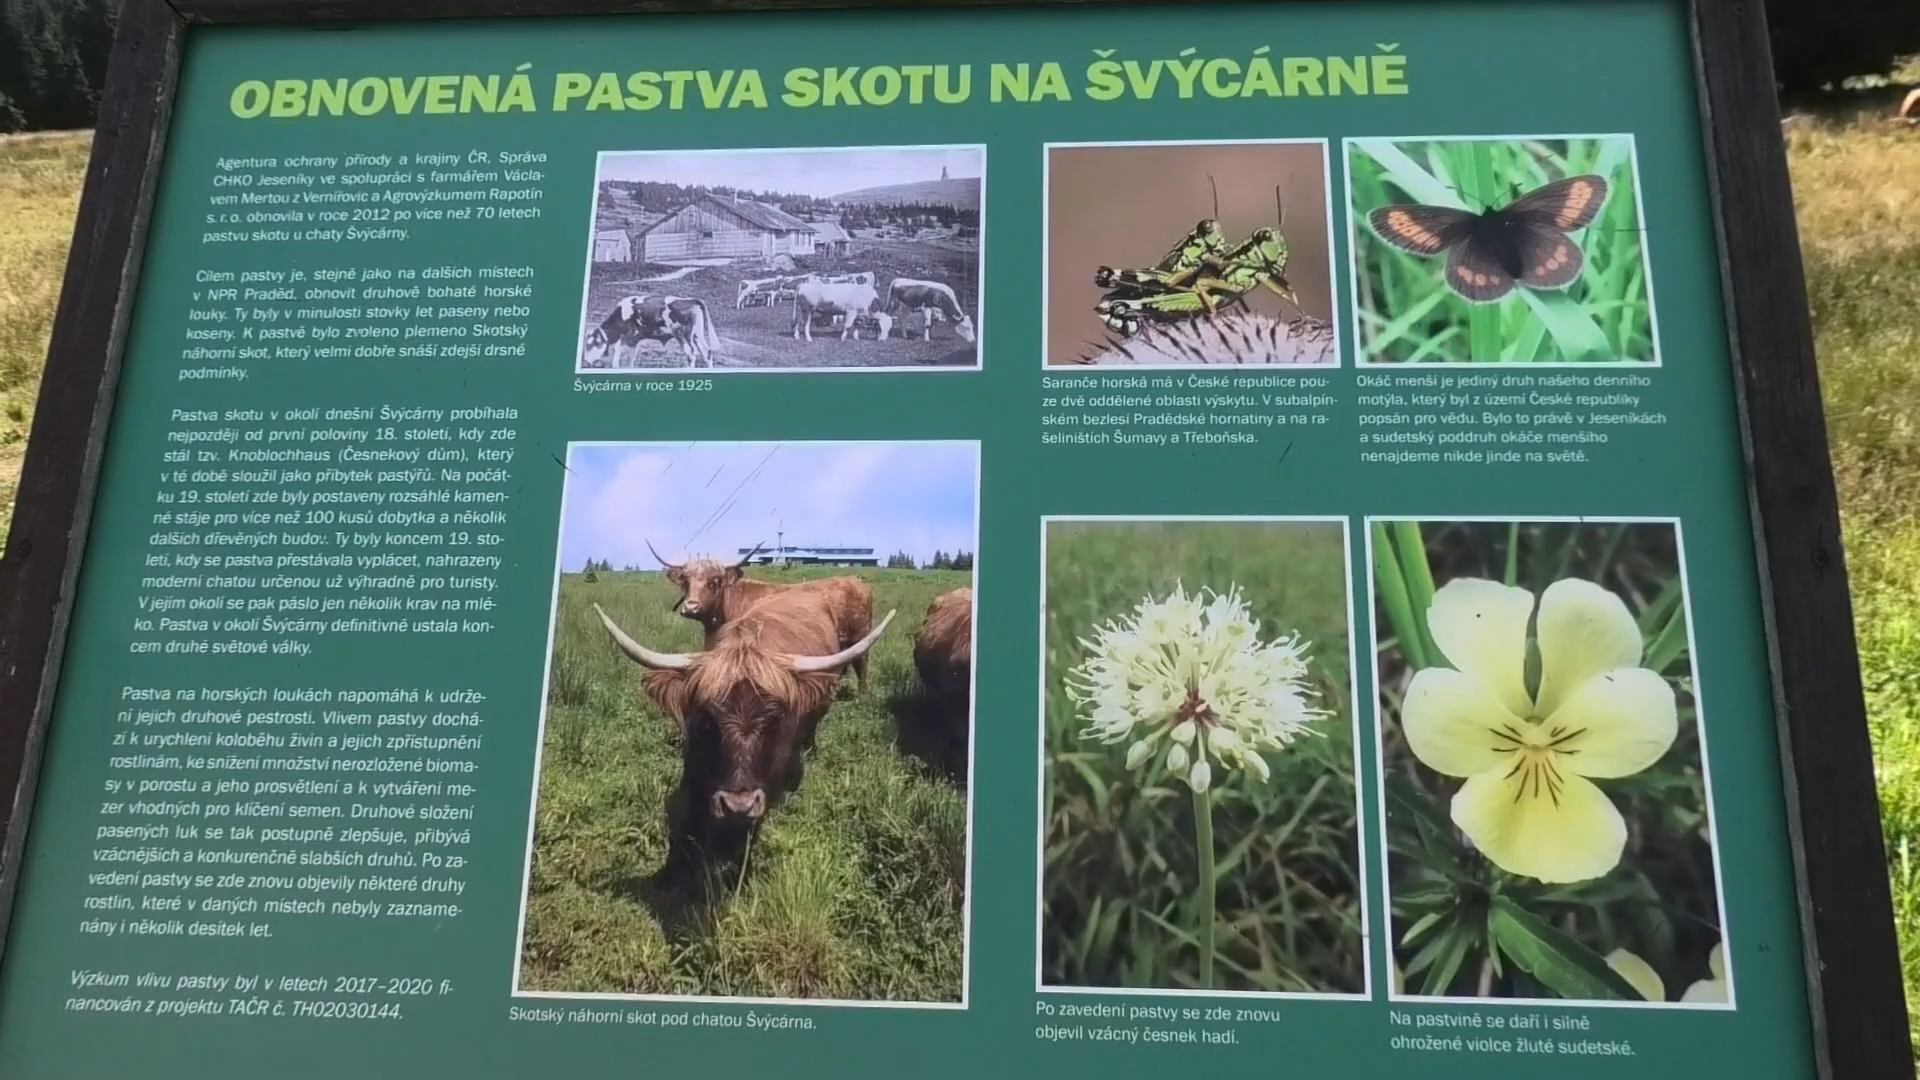 OBNOVENÁ PASTVA SKOTU NA ŠVÝCÁRNĚ
Agentura ochrany přírody a krajiny ČR, Správa
CHKO Jeseníky ve spolupráci s farmářem Václa-
vem Mertou z Vernířovic a Agrovýzkumem Rapotín
s. r. o. obnovila v roce 2012 po více než 70 letech
pastvu skotu u chaty Švýcárny.
Cílem pastvy je, stejně jako na dalších místech
v NPR Praděd, obnovit druhově bohaté horské
louky. Ty byly v minulosti stovky let paseny nebo
koseny. K pastvě bylo zvoleno plemeno Skotský
náhorní skot, který velmi dobře snáší zdejší drsné
podmínky.
Pastva skotu v okolí dnešní Švýcárny probíhala
nejpozději od první poloviny 18. století, kdy zde
stál tzv. Knoblochhaus (Česnekový dům), který
v té době sloužil jako příbytek pastýřů. Na počát-
ku 19. století zde byly postaveny rozsáhlé kamen-
né stáje pro více než 100 kusů dobytka a několik
dalších dřevěných budov. Ty byly koncem 19. sto-
letí, kdy se pastva přestávala vyplácet, nahrazeny
moderní chatou určenou už výhradně pro turisty.
V jejím okolí se pak páslo jen několik krav na mlé-
ko. Pastva v okolí Švýcárny definitivně ustala kon-
cem druhé světové války.
Pastva na horských loukách napomáhá k udrže-
ní jejich druhové pestrosti. Vlivem pastvy dochá-
zí k urychlení koloběhu živin a jejich zpřístupnění
rostlinám, ke snížení množství nerozložené bioma-
sy v porostu a jeho prosvětlení a k vytváření me-
zer vhodných pro klíčení semen. Druhové složení
pasených luk se tak postupně zlepšuje, přibývá
vzácnějších a konkurenčně slabších druhů. Po za-
vedení pastvy se zde znovu objevily některé druhy
rostlin, které v daných místech nebyly zazname-
nány i několik desítek let.
Výzkum vlivu pastvy byl v letech 2017–2020 fi-
nancován z projektu TAČR č. TH02030144.
Švýcárna v roce 1925
Skotský náhorní skot pod chatou Švýcárna.
Saranče horská má v České republice pou-
ze dvě oddělené oblasti výskytu. V subalpín-
ském bezlesí Pradědské hornatiny a na ra-
šeliništích Šumavy a Třeboňska.
Okáč menší je jediný druh našeho denního
motýla, který byl z území České republiky
popsán pro vědu. Bylo to právě v Jeseníkách
a sudetský poddruh okáče menšího
nenajdeme nikde jinde na světě.
Po zavedení pastvy se zde znovu
objevil vzácný česnek hadí.
Na pastvině se daří i silně
ohrožené violce žluté sudetské.